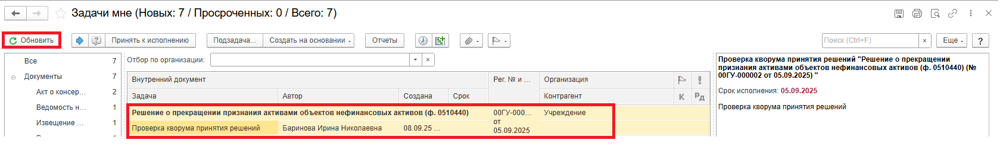 Задачи мне (Новых: 7 / Просроченных: 0 / Всего: 7)
Обновить
Принять к исполнению
Подзадача...
Создать на основании
Отчеты
Поиск (Ctrl+F)
×
Еще
?
Все 7
Документы 7
Акт о консер... 2
Ведомость н... 1
Извещение ... 1
Отбор по организации:
×
Внутренний документ
Рег. № и ...
Организация
Задача
Автор
Создана
Срок
Контрагент
К
РД
Решение о прекращении признания активами объектов нефинансовых активов (ф. 0510440)
00ГУ-000...
от
05.09.2025
Учреждение
Проверка кворума принятия решений
Баринова Ирина Николаевна
08.09.25 ...
Проверка кворума принятия решений "Решение о прекращении
признания активами объектов нефинансовых активов (ф. 0510440) (№
00ГУ-000002 от 05.09.2025) "
Срок исполнения: 05.09.2025
Проверка кворума принятия решений